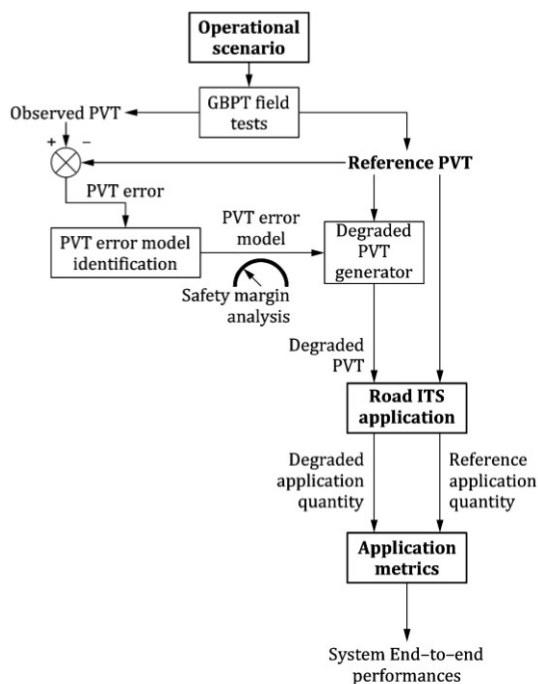 Operational
scenario
GBPT field
tests
Observed PVT
+ −
Reference PVT
PVT error
PVT error model
identification
PVT error
model
Safety margin
analysis
Degraded
PVT
generator
Degraded
PVT
Road ITS
application
Degraded
application
quantity
Reference
application
quantity
Application
metrics
System End–to–end
performances